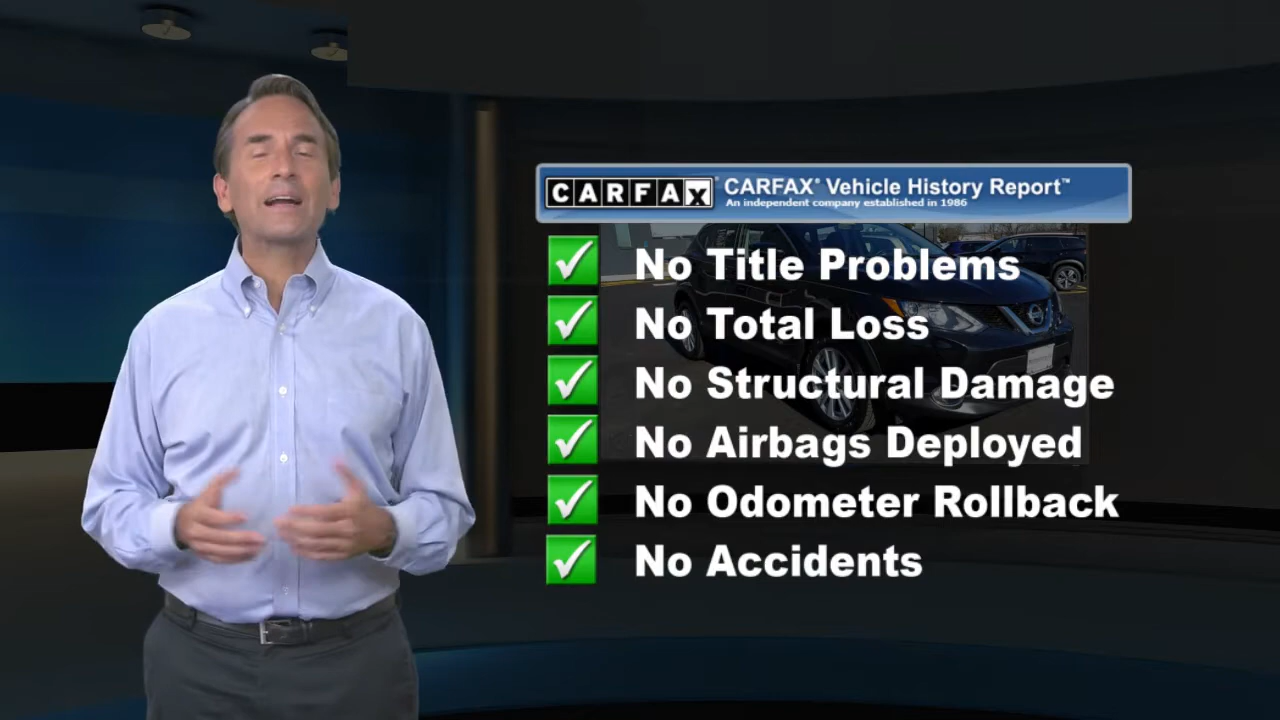 CARFAX CARFAX® Vehicle History Report™
An independent company established in 1986
No Title Problems
No Total Loss
No Structural Damage
No Airbags Deployed
No Odometer Rollback
No Accidents